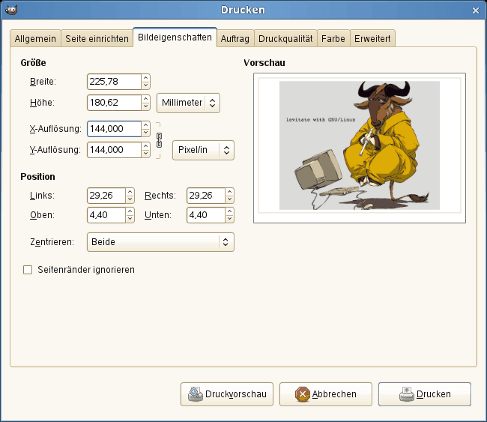 Drucken
Allgemein Seite einrichten Bildeigenschaften Auftrag Druckqualität Farbe Erweitert
Größe Vorschau
Breite: 225,78
Höhe: 180,62 Millimeter
X-Auflösung: 144,000
Y-Auflösung: 144,000 Pixel/in
levitate with GNU/Linux
Position
Links: 29,26 Rechts: 29,26
Oben: 4,40 Unten: 4,40
Zentrieren: Beide
Seitenränder ignorieren
Druckvorschau Abbrechen Drucken